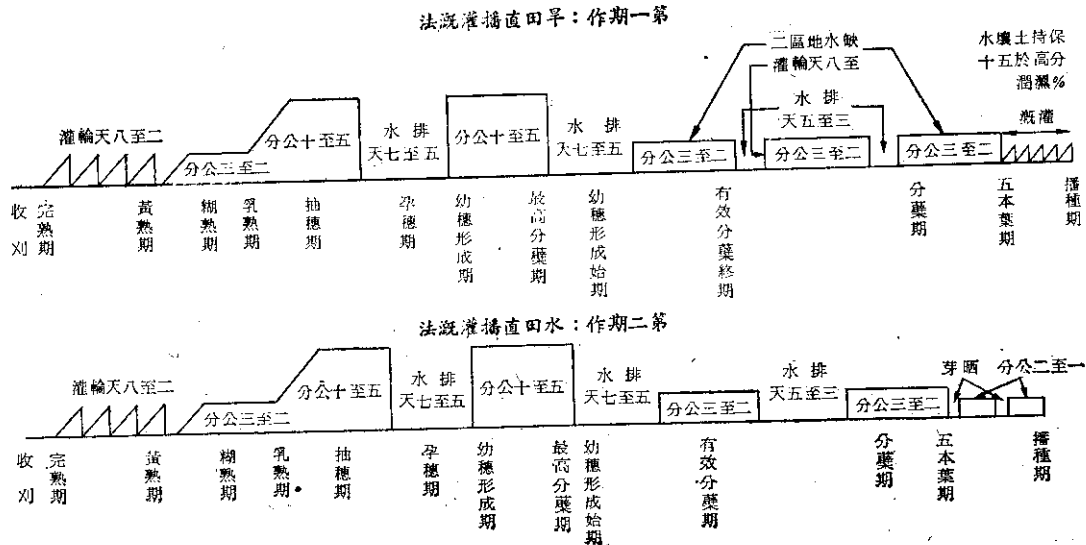 第一期作：旱田直播灌溉法
保持土壤水
分高於五十
%濕潤
灌溉
缺水地區二
至八天輪灌
排水
三至五天
二至三公分
二至三公分
二至三公分
排水
五至七天
五至十公分
排水
五至七天
五至十公分
二至三公分
二至八天輪灌
播種期
五本葉期
分蘗期
有效分蘗終期
幼穗形成始期
最高分蘗期
幼穗形成期
孕穗期
抽穗期
乳熟期
糊熟期
黃熟期
完熟期
收刈
第二期作：水田直播灌溉法
一至二公分
晒芽
二至三公分
排水
三至五天
二至三公分
排水
五至七天
五至十公分
排水
五至七天
五至十公分
二至三公分
二至八天輪灌
播種期
五本葉期
分蘗期
有效分蘗期
幼穗形成始期
最高分蘗期
幼穗形成期
孕穗期
抽穗期
乳熟期
糊熟期
黃熟期
完熟期
收刈